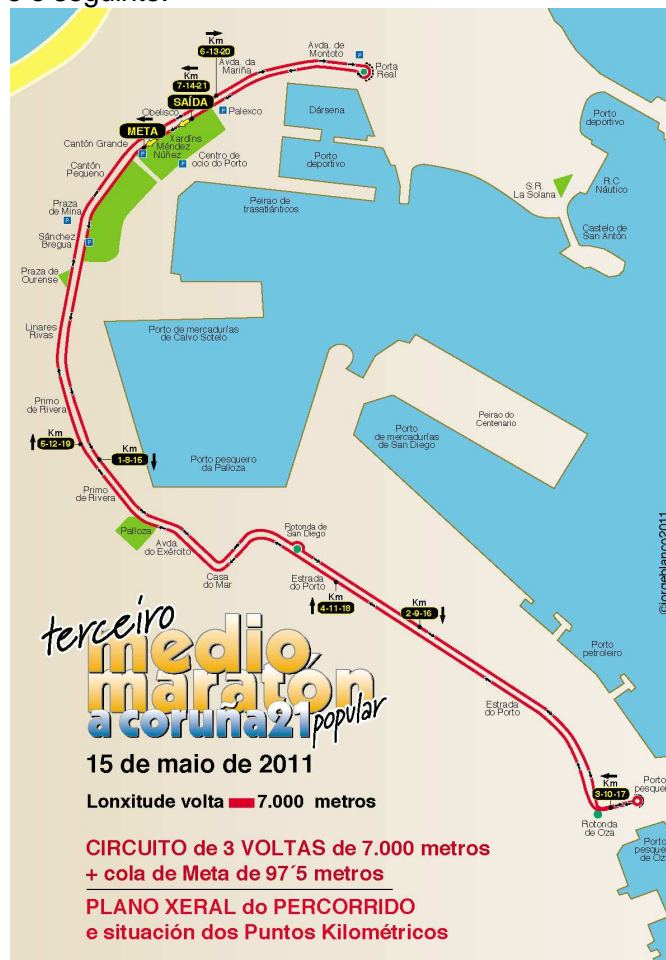 o é o seguinte:
Km
6-13-20
Avda. da
Mariña
Avda. de
Montoto
P
Porta
Real
Km
7-14-21
SAÍDA
Obelisco
P
Palexco
META
Cantón Grande
P
Xardíns
Méndez
Núñez
P
Centro de
ocio do Porto
Cantón
Pequeno
Dársena
Porto
deportivo
Porto
deportivo
S.R.
La Solana
R.C
Náutico
Castelo de
San Antón
Praza
de Mina
P
Peirao de
trasatlánticos
Sánchez
Bregua
P
Praza de
Ourense
Linares
Rivas
Porto de mercadurías
de Calvo Sotelo
Primo
de Rivera
Km
5-12-19
Km
1-8-15
Porto
de mercadurías
de San Diego
Peirao do
Centenario
Porto pesqueiro
da Palloza
Primo
de Rivera
Palloza
Avda.
do Exército
Rotonda de
San Diego
Casa
do Mar
Estrada
do Porto
Km
4-11-18
Km
2-9-16
©jorgeblanco2011
Porto
petroleiro
Estrada
do Porto
Km
3-10-17
Porto
pesque
Rotonda
de Oza
Porto
pesque
de Oz
terceiro
medio
maratón
a coruña21
popular
15 de maio de 2011
Lonxitude volta 7.000 metros
CIRCUITO de 3 VOLTAS de 7.000 metros
+ cola de Meta de 97´5 metros
PLANO XERAL do PERCORRIDO
e situación dos Puntos Kilométricos